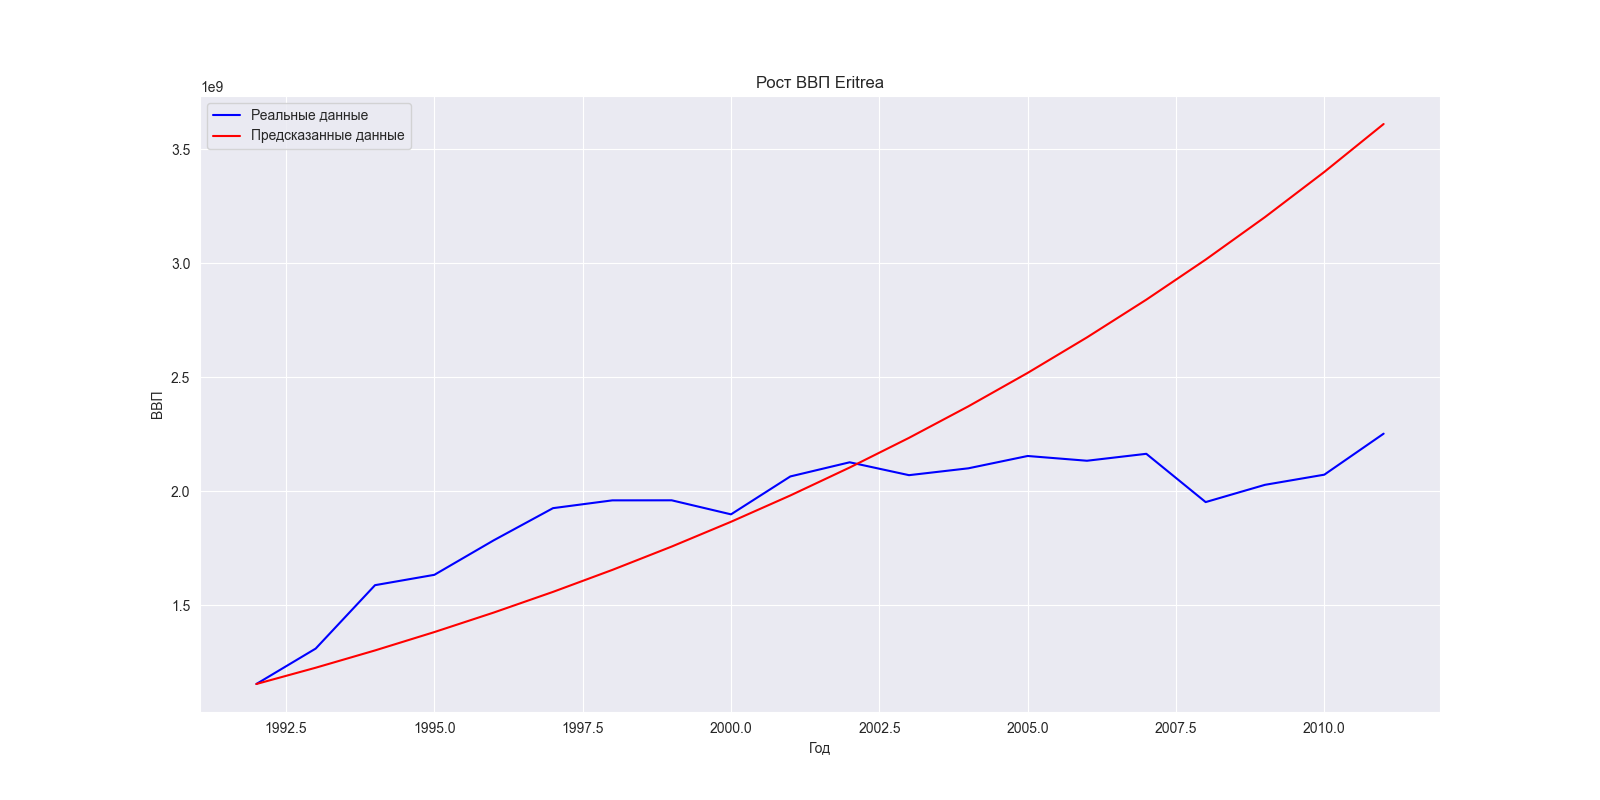 Рост ВВП Eritrea
1e9
Реальные данные
Предсказанные данные
3.5
3.0
2.5
2.0
1.5
ВВП
1992.5 1995.0 1997.5 2000.0 2002.5 2005.0 2007.5 2010.0
Год